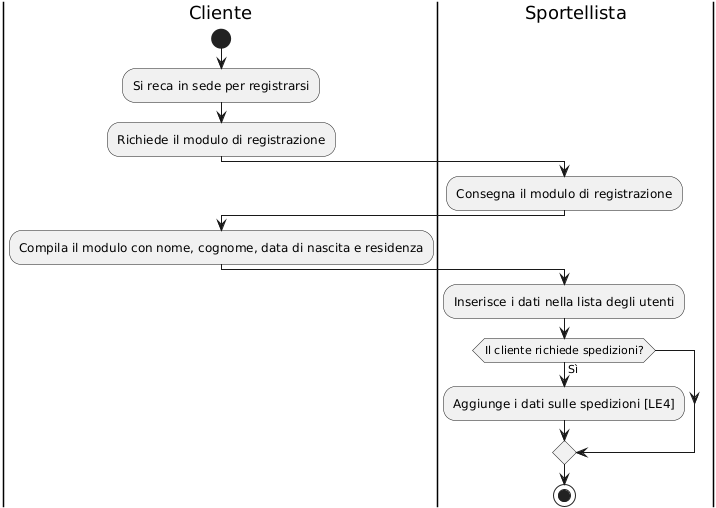 Cliente
Sportellista
Si reca in sede per registrarsi
Richiede il modulo di registrazione
Consegna il modulo di registrazione
Compila il modulo con nome, cognome, data di nascita e residenza
Inserisce i dati nella lista degli utenti
Il cliente richiede spedizioni?
Sì
Aggiunge i dati sulle spedizioni [LE4]